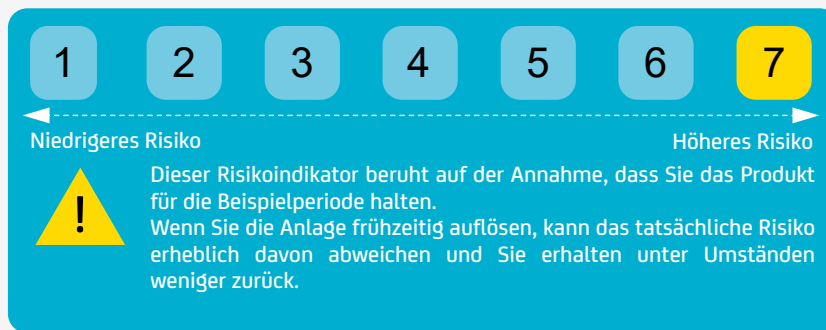 1 2 3 4 5 6 7
Niedrigeres Risiko Höheres Risiko
Dieser Risikoindikator beruht auf der Annahme, dass Sie das Produkt
für die Beispielperiode halten.
Wenn Sie die Anlage frühzeitig auflösen, kann das tatsächliche Risiko
erheblich davon abweichen und Sie erhalten unter Umständen
weniger zurück.
!